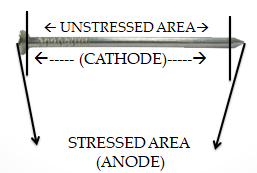 ← UNSTRESSED AREA→
←----- (CATHODE)-----→
STRESSED AREA
(ANODE)